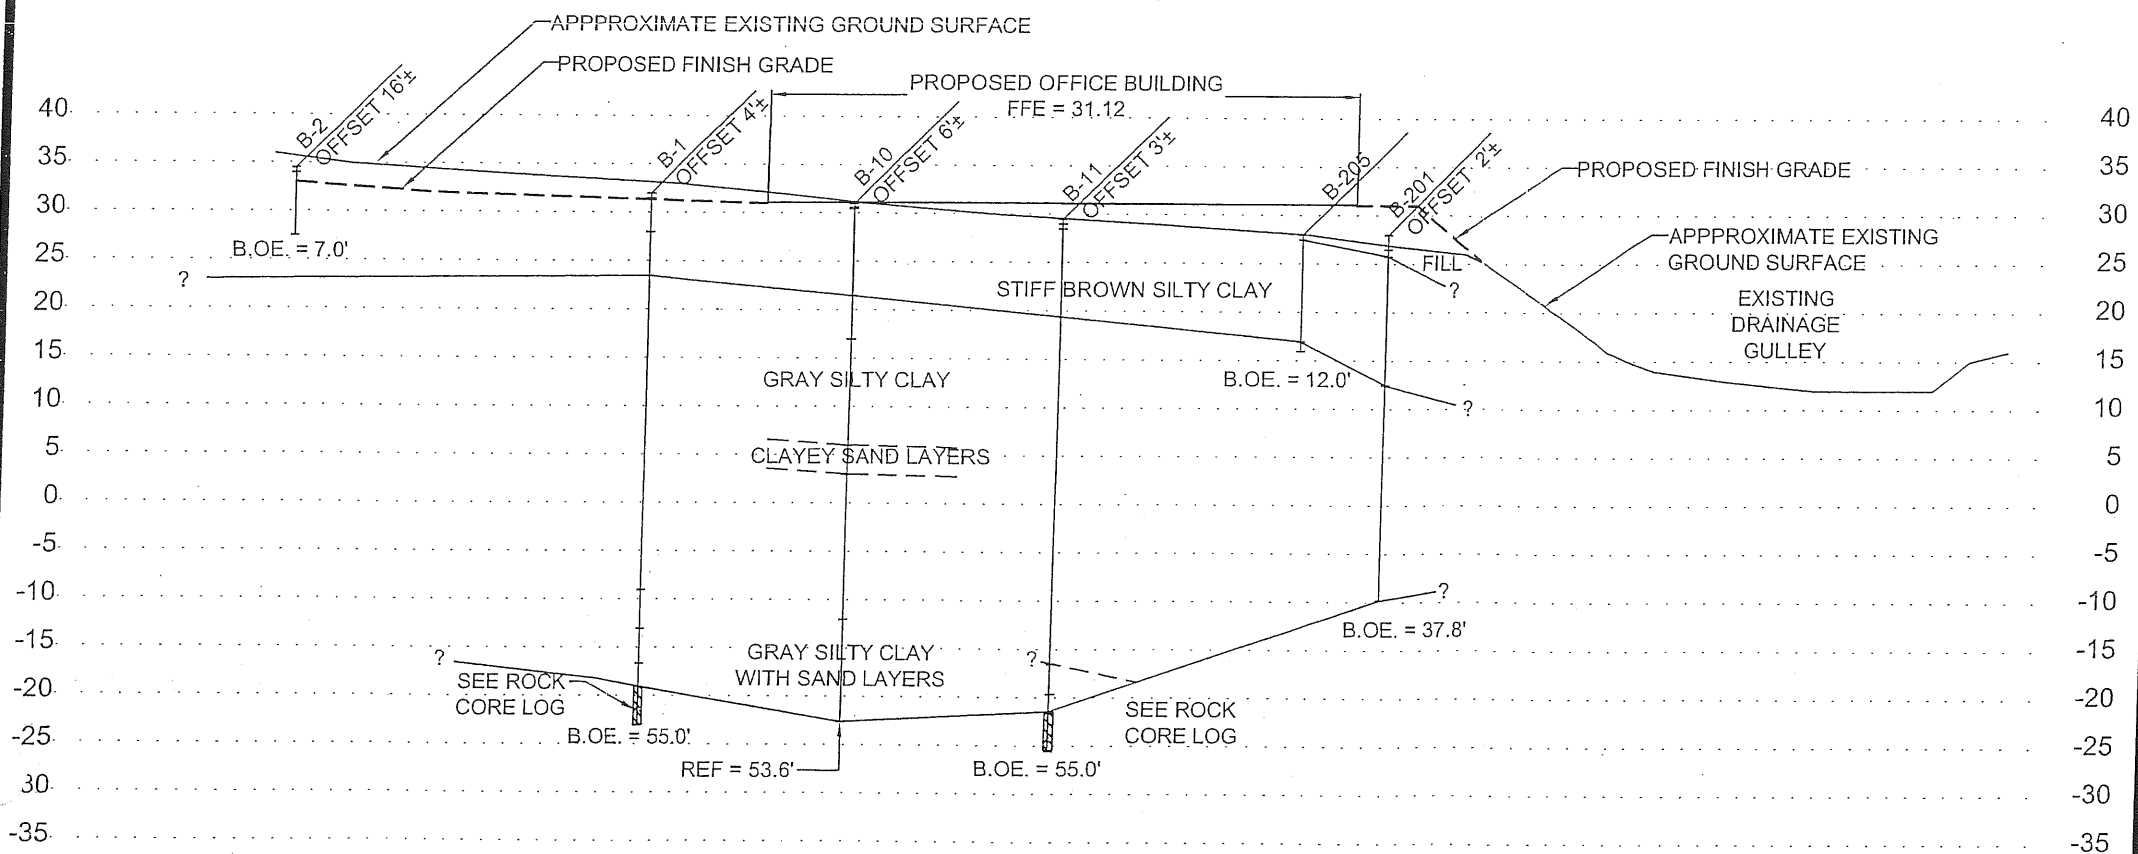 APPPROXIMATE EXISTING GROUND SURFACE
PROPOSED FINISH GRADE
PROPOSED OFFICE BUILDING
FFE = 31.12
B-2
OFFSET 16'±
B-1
OFFSET 4'±
B-10
OFFSET 6'±
B-11
OFFSET 3'±
B-205
B-201
OFFSET 2'±
PROPOSED FINISH GRADE
APPPROXIMATE EXISTING
GROUND SURFACE
EXISTING
DRAINAGE
GULLEY
B.OE. = 7.0'
FILL
?
?
STIFF BROWN SILTY CLAY
GRAY SILTY CLAY
B.OE. = 12.0'
?
CLAYEY SAND LAYERS
?
B.OE. = 37.8'
?
GRAY SILTY CLAY
WITH SAND LAYERS
?
SEE ROCK
CORE LOG
SEE ROCK
CORE LOG
B.OE. = 55.0'
REF = 53.6'
B.OE. = 55.0'
40
35
30
25
20
15
10
5
0
-5
-10
-15
-20
-25
30
-35
40
35
30
25
20
15
10
5
0
-5
-10
-15
-20
-25
-30
-35